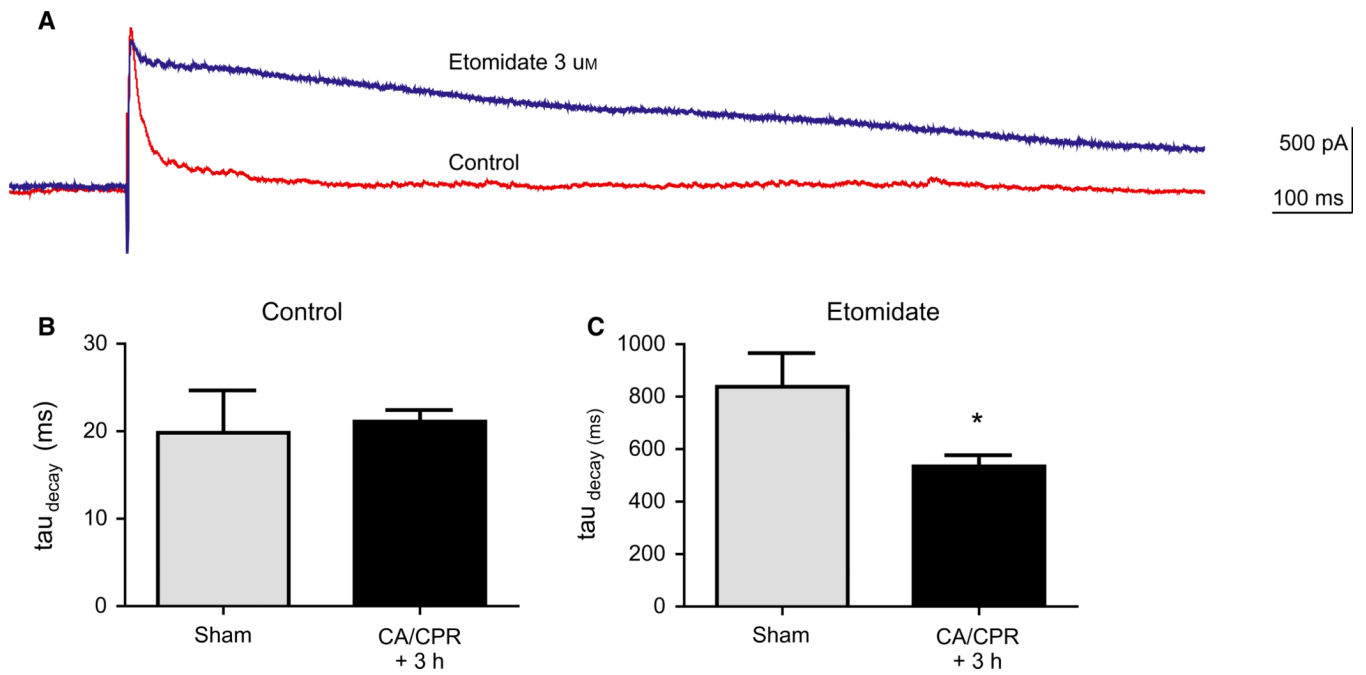 A
Etomidate 3 uM
Control
500 pA
100 ms
B
Control
30
20
10
0
tau decay (ms)
Sham
CA/CPR
+ 3 h
C
Etomidate
1000
800
600
400
200
0
tau decay (ms)
*
Sham
CA/CPR
+ 3 h